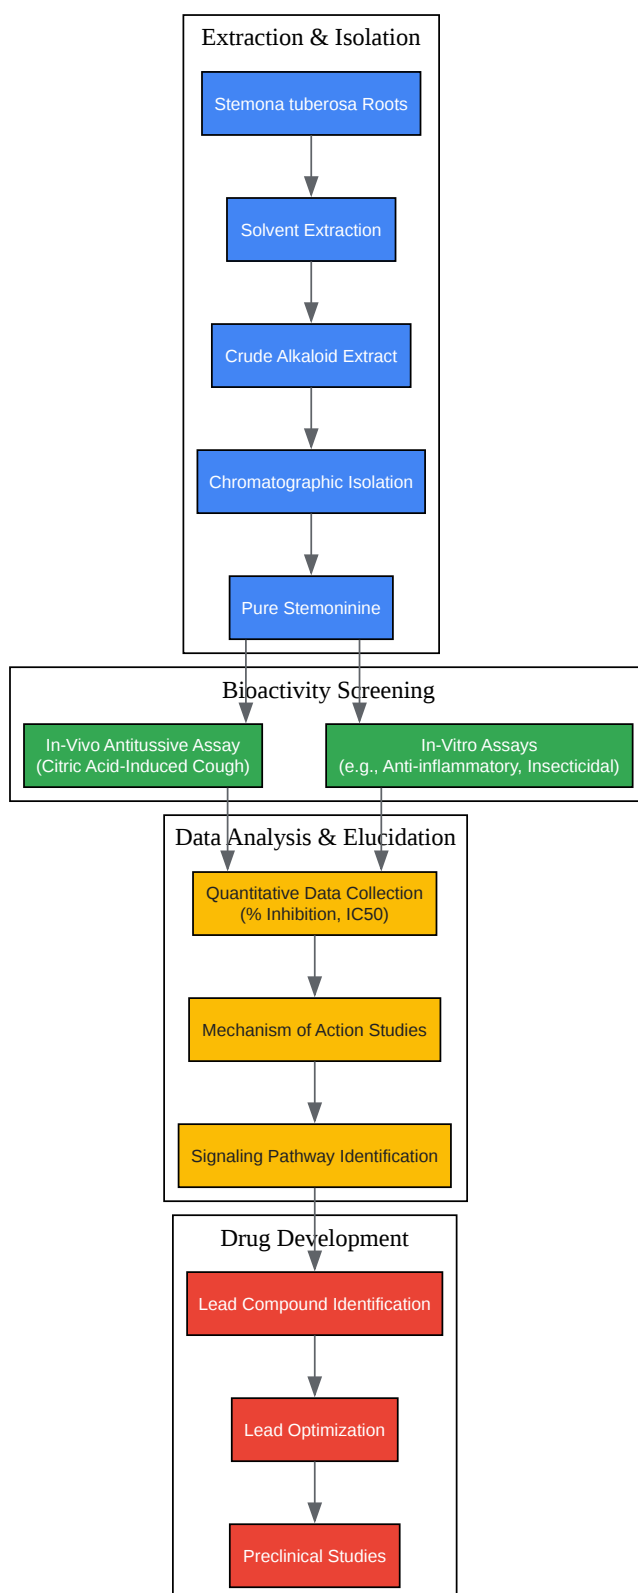 Extraction & Isolation
Stemona tuberosa Roots
Solvent Extraction
Crude Alkaloid Extract
Chromatographic Isolation
Pure Stemoninine
Bioactivity Screening
In-Vivo Antitussive Assay
(Citric Acid-Induced Cough)
In-Vitro Assays
(e.g., Anti-inflammatory, Insecticidal)
Data Analysis & Elucidation
Quantitative Data Collection
(% Inhibition, IC50)
Mechanism of Action Studies
Signaling Pathway Identification
Drug Development
Lead Compound Identification
Lead Optimization
Preclinical Studies